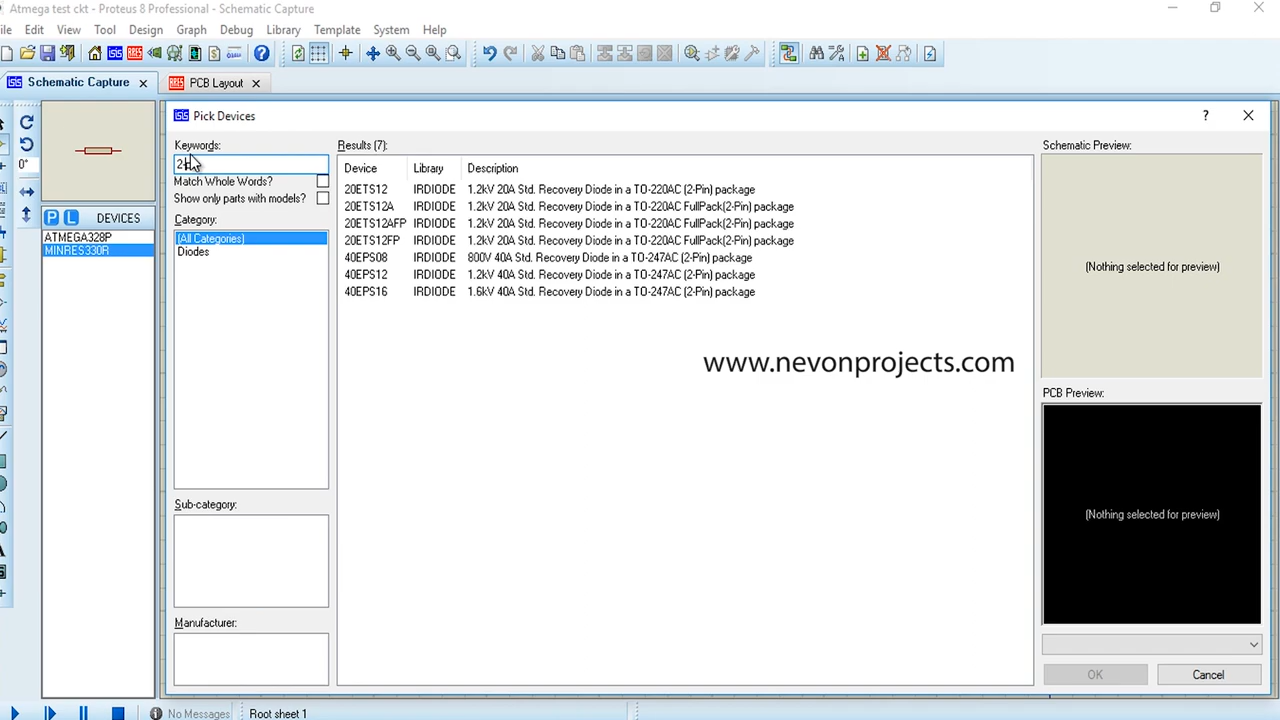 Atmega test ckt - Proteus 8 Professional - Schematic Capture
ile Edit View Tool Design Graph Debug Library Template System Help
Schematic Capture PCB Layout
Pick Devices
Keywords:
Results (7):
Schematic Preview:
Match Whole Words?
Show only parts with models?
Category:
(All Categories)
Diodes
Sub-category:
Manufacturer:
0°
P L DEVICES
ATMEGA328P
MINRES330R
Device Library Description
20ETS12 IRDIODE 1.2kV 20A Std. Recovery Diode in a TO-220AC (2-Pin) package
20ETS12A IRDIODE 1.2kV 20A Std. Recovery Diode in a TO-220AC FullPack(2-Pin) package
20ETS12AFP IRDIODE 1.2kV 20A Std. Recovery Diode in a TO-220AC FullPack(2-Pin) package
20ETS12FP IRDIODE 1.2kV 20A Std. Recovery Diode in a TO-220AC FullPack(2-Pin) package
40EPS08 IRDIODE 800V 40A Std. Recovery Diode in a TO-247AC (2-Pin) package
40EPS12 IRDIODE 1.2kV 40A Std. Recovery Diode in a TO-247AC (2-Pin) package
40EPS16 IRDIODE 1.6kV 40A Std. Recovery Diode in a TO-247AC (2-Pin) package
www.nevonprojects.com
(Nothing selected for preview)
PCB Preview:
(Nothing selected for preview)
OK Cancel
No Messages Root sheet 1